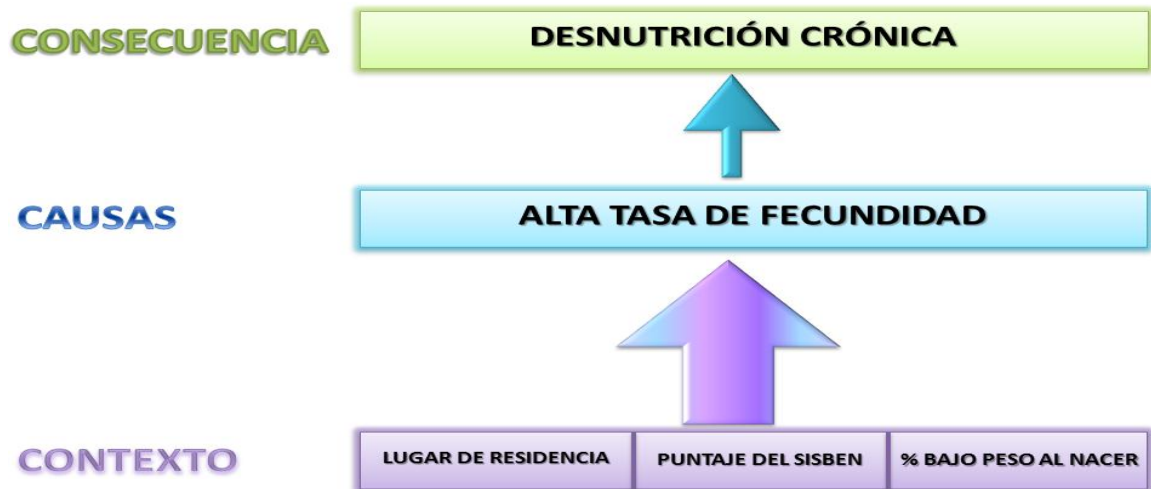 CONSECUENCIA
DESNUTRICIÓN CRÓNICA
CAUSAS
ALTA TASA DE FECUNDIDAD
CONTEXTO
LUGAR DE RESIDENCIA
PUNTAJE DEL SISBEN
% BAJO PESO AL NACER